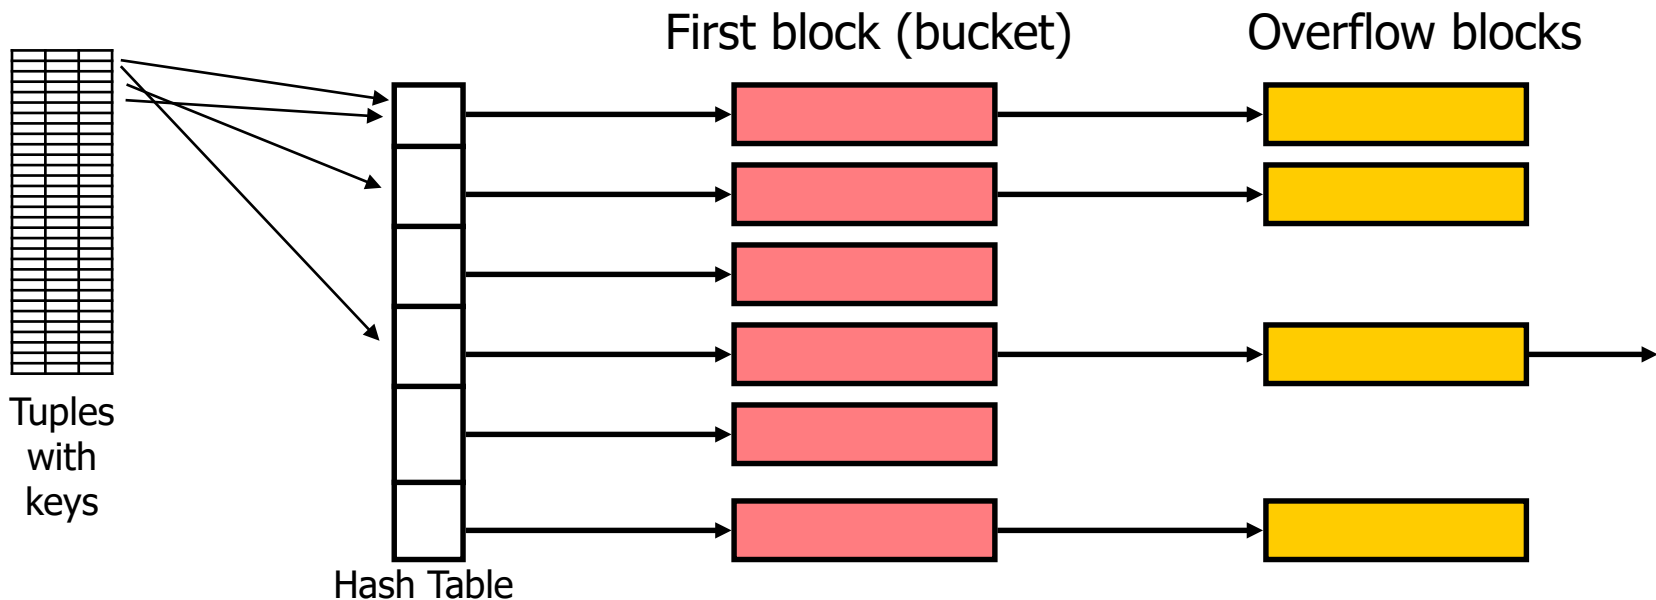 First block (bucket)
Overflow blocks
Tuples
with
keys
Hash Table